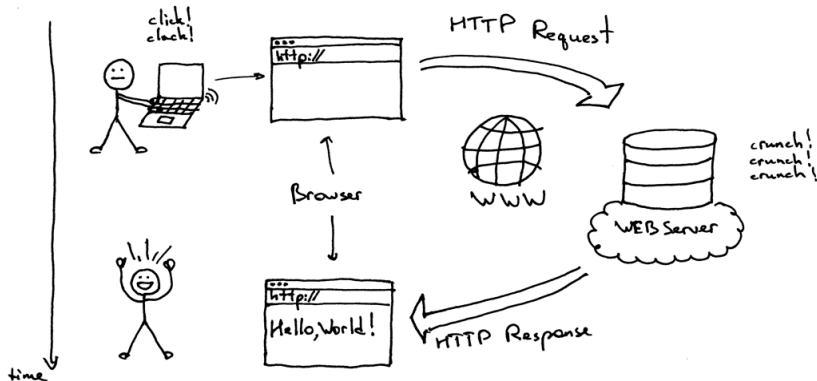 click!
clack!
HTTP Request
http://
crunch!
crunch!
crunch!
Browser
WWW
WEB Server
http://
Hello, World!
HTTP Response
time